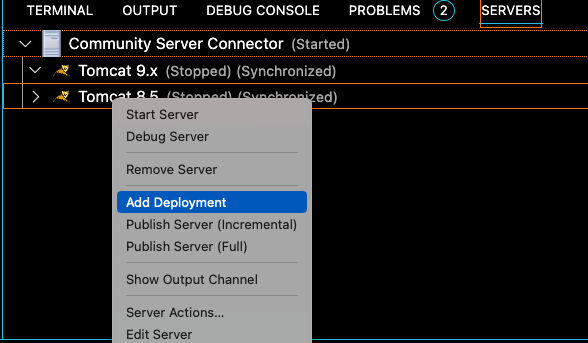 TERMINAL OUTPUT DEBUG CONSOLE PROBLEMS 2 SERVERS
Community Server Connector (Started)
Tomcat 9.x (Stopped) (Synchronized)
Tomcat 8.5 (Stopped) (Synchronized)
Start Server
Debug Server
Remove Server
Add Deployment
Publish Server (Incremental)
Publish Server (Full)
Show Output Channel
Server Actions...
Edit Server